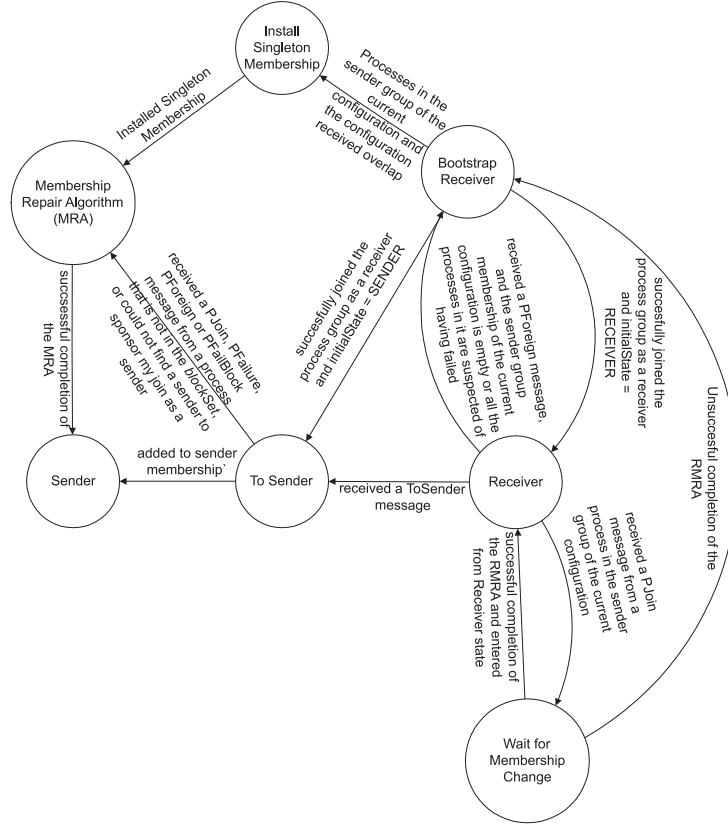 Install
Singleton
Membership
Processes in the
sender group of the
current
configuration and
the configuration
received overlap
Installed Singleton
Membership
Bootstrap
Receiver
Membership
Repair Algorithm
(MRA)
successful completion of
the MRA
received a PJoin, PFailure,
PForeign or PFailBlock
message from a process
that is not in the blockSet,
or could not find a sender to
sponsor my join as a
sender
succesfully joined the
process group as a receiver
and initialState = SENDER
received a PForeign message,
and the sender group
membership of the current
configuration is empty or all the
processes in it are suspected of
having failed
succesfully joined the
process group as a receiver
and initialState =
RECEIVER
Unsuccesful completion of the
RMRA
Sender
added to sender
membership`
To Sender
received a ToSender
message
Receiver
successful completion of
the RMRA and entered
from Receiver state
received a PJoin
message from a
process in the sender
group of the current
configuration
Wait for
Membership
Change